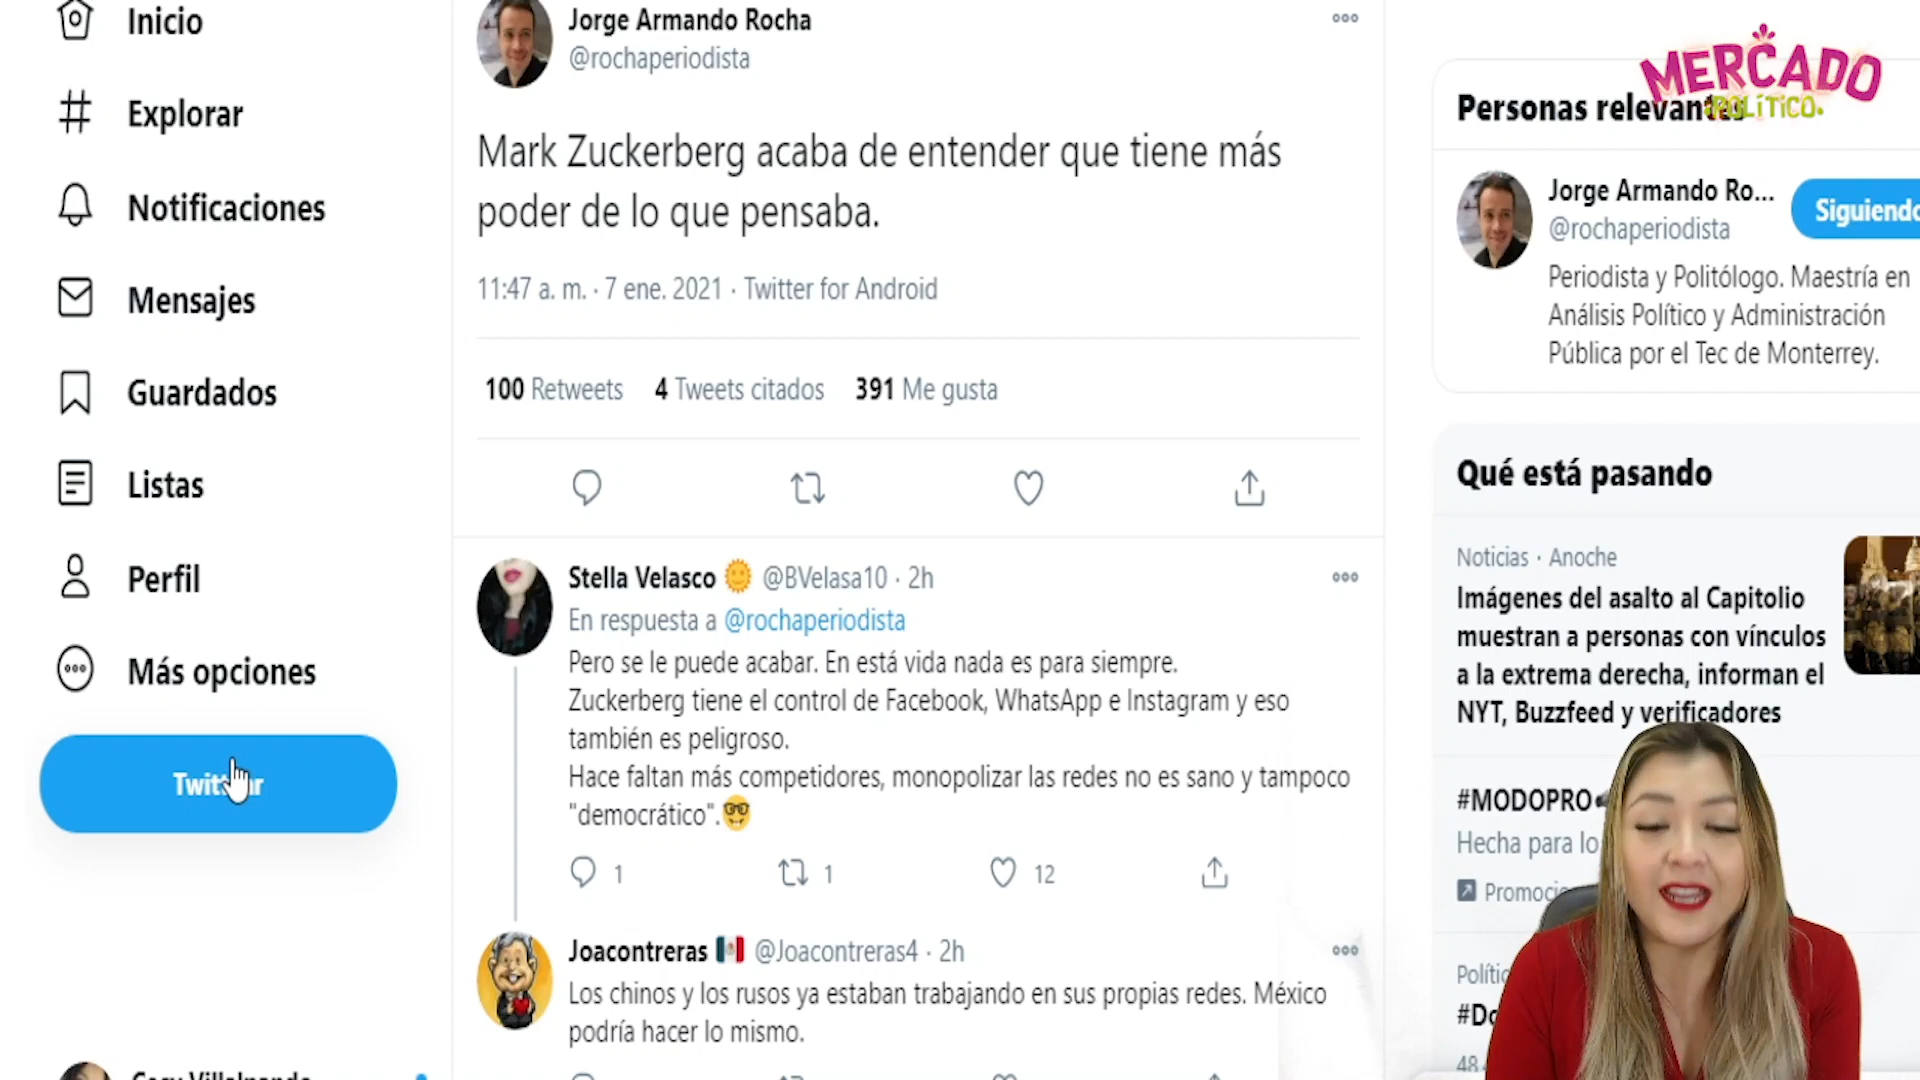 Inicio
Explorar
Notificaciones
Mensajes
Guardados
Listas
Perfil
Más opciones
Jorge Armando Rocha
@rochaperiodista
Mark Zuckerberg acaba de entender que tiene más
poder de lo que pensaba.
11:47 a. m. · 7 ene. 2021 · Twitter for Android
100 Retweets 4 Tweets citados 391 Me gusta
Stella Velasco @BVelasa10 · 2h
En respuesta a @rochaperiodista
Pero se le puede acabar. En está vida nada es para siempre.
Zuckerberg tiene el control de Facebook, WhatsApp e Instagram y eso
también es peligroso.
Hace faltan más competidores, monopolizar las redes no es sano y tampoco
"democrático".
1 1 12
Joacontreras @Joacontreras4 · 2h
Los chinos y los rusos ya estaban trabajando en sus propias redes. México
podría hacer lo mismo.
MERCADO
POLÍTICO
Personas relevantes
Jorge Armando Ro...
Siguiendo
@rochaperiodista
Periodista y Politólogo. Maestría en
Análisis Político y Administración
Pública por el Tec de Monterrey.
Qué está pasando
Noticias · Anoche
Imágenes del asalto al Capitolio
muestran a personas con vínculos
a la extrema derecha, informan el
NYT, Buzzfeed y verificadores
#MODOPRO
Hecha para lo
48